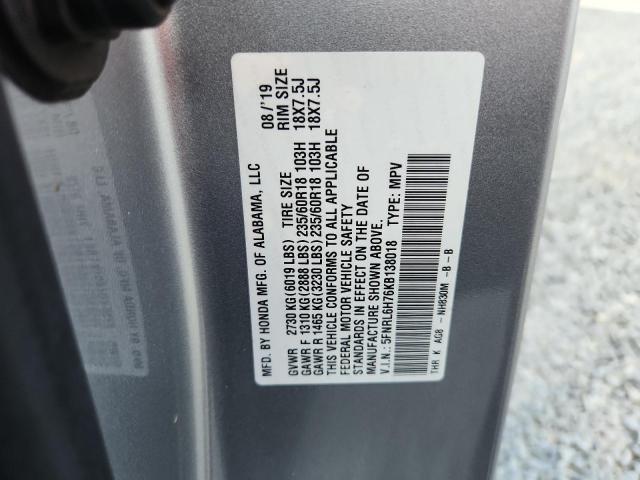 MFD. BY HONDA MFG. OF ALABAMA, LLC 08/'19
TIRE SIZE RIM SIZE
GVWR 2730 KG(6019 LBS)
GAWR F 1310 KG(2888 LBS) 235/60R18 103H 18X7.5J
GAWR R 1465 KG(3230 LBS) 235/60R18 103H 18X7.5J
THIS VEHICLE CONFORMS TO ALL APPLICABLE
FEDERAL MOTOR VEHICLE SAFETY
STANDARDS IN EFFECT ON THE DATE OF
MANUFACTURE SHOWN ABOVE.
V.I.N.: 5FNRL6H76KB138018 TYPE: MPV
THR K AG8 - NH830M -B -B